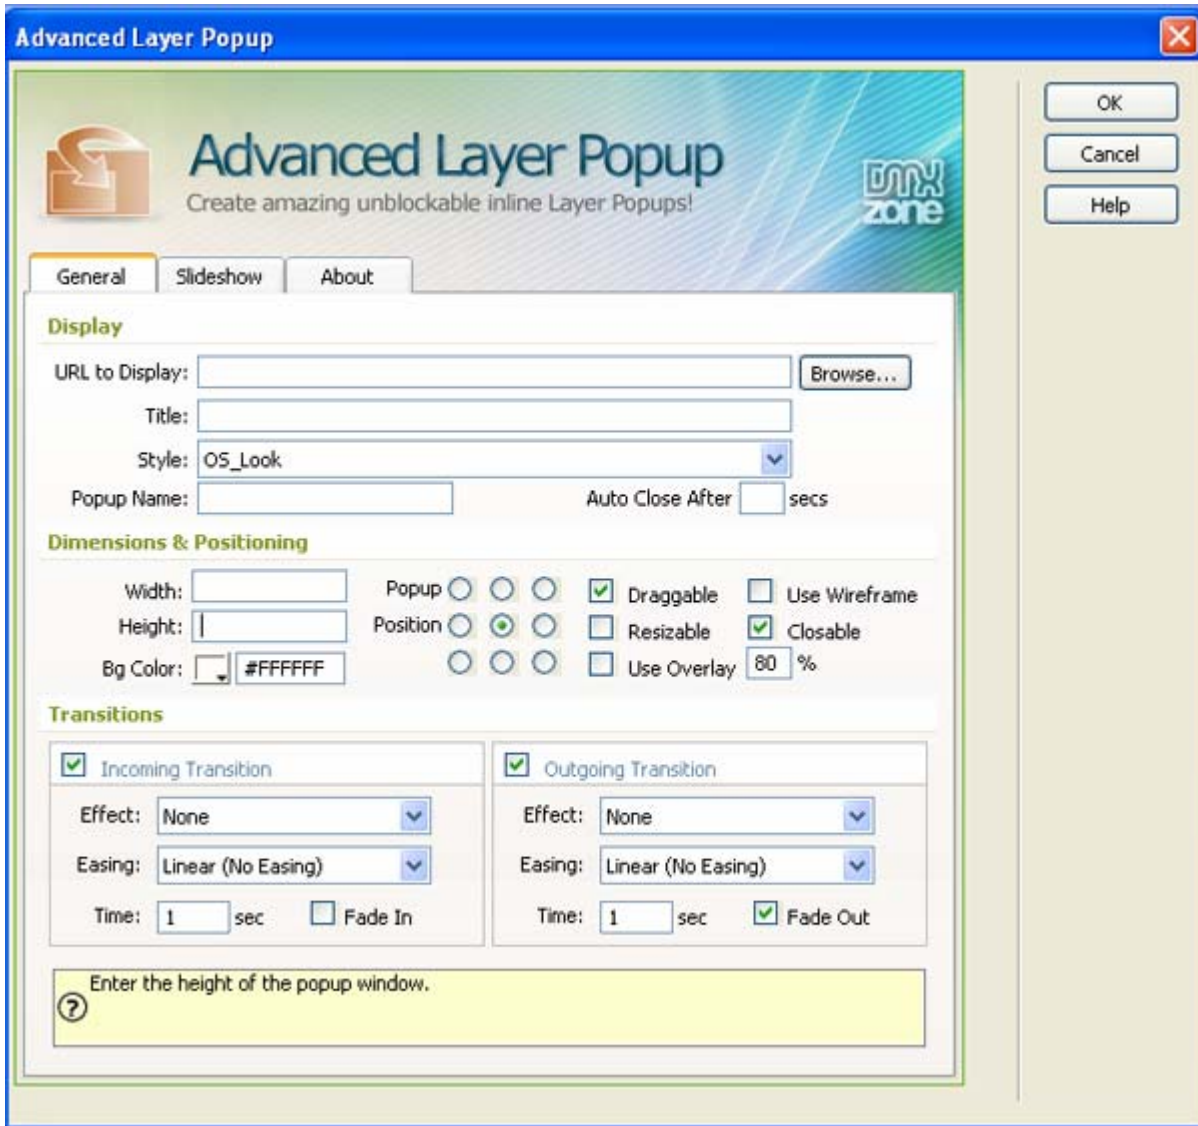 Advanced Layer Popup
OK
Cancel
Help
Advanced Layer Popup
Create amazing unblockable inline Layer Popups!
DMX
zone
General Slideshow About
Display
URL to Display: Browse...
Title:
Style: OS_Look
Popup Name: Auto Close After secs
Dimensions & Positioning
Width: Popup Draggable Use Wireframe
Height: Position Resizable Closable
Bg Color: #FFFFFF Use Overlay 80 %
Transitions
Incoming Transition Outgoing Transition
Effect: None Effect: None
Easing: Linear (No Easing) Easing: Linear (No Easing)
Time: 1 sec Fade In Time: 1 sec Fade Out
Enter the height of the popup window.
?